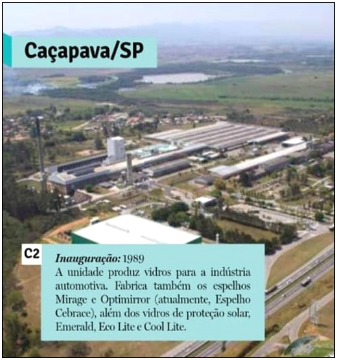 Caçapava/SP
C2
Inauguração: 1989
A unidade produz vidros para a indústria
automotiva. Fabrica também os espelhos
Mirage e Optimirror (atualmente, Espelho
Cebrace), além dos vidros de proteção solar,
Emerald, Eco Lite e Cool Lite.